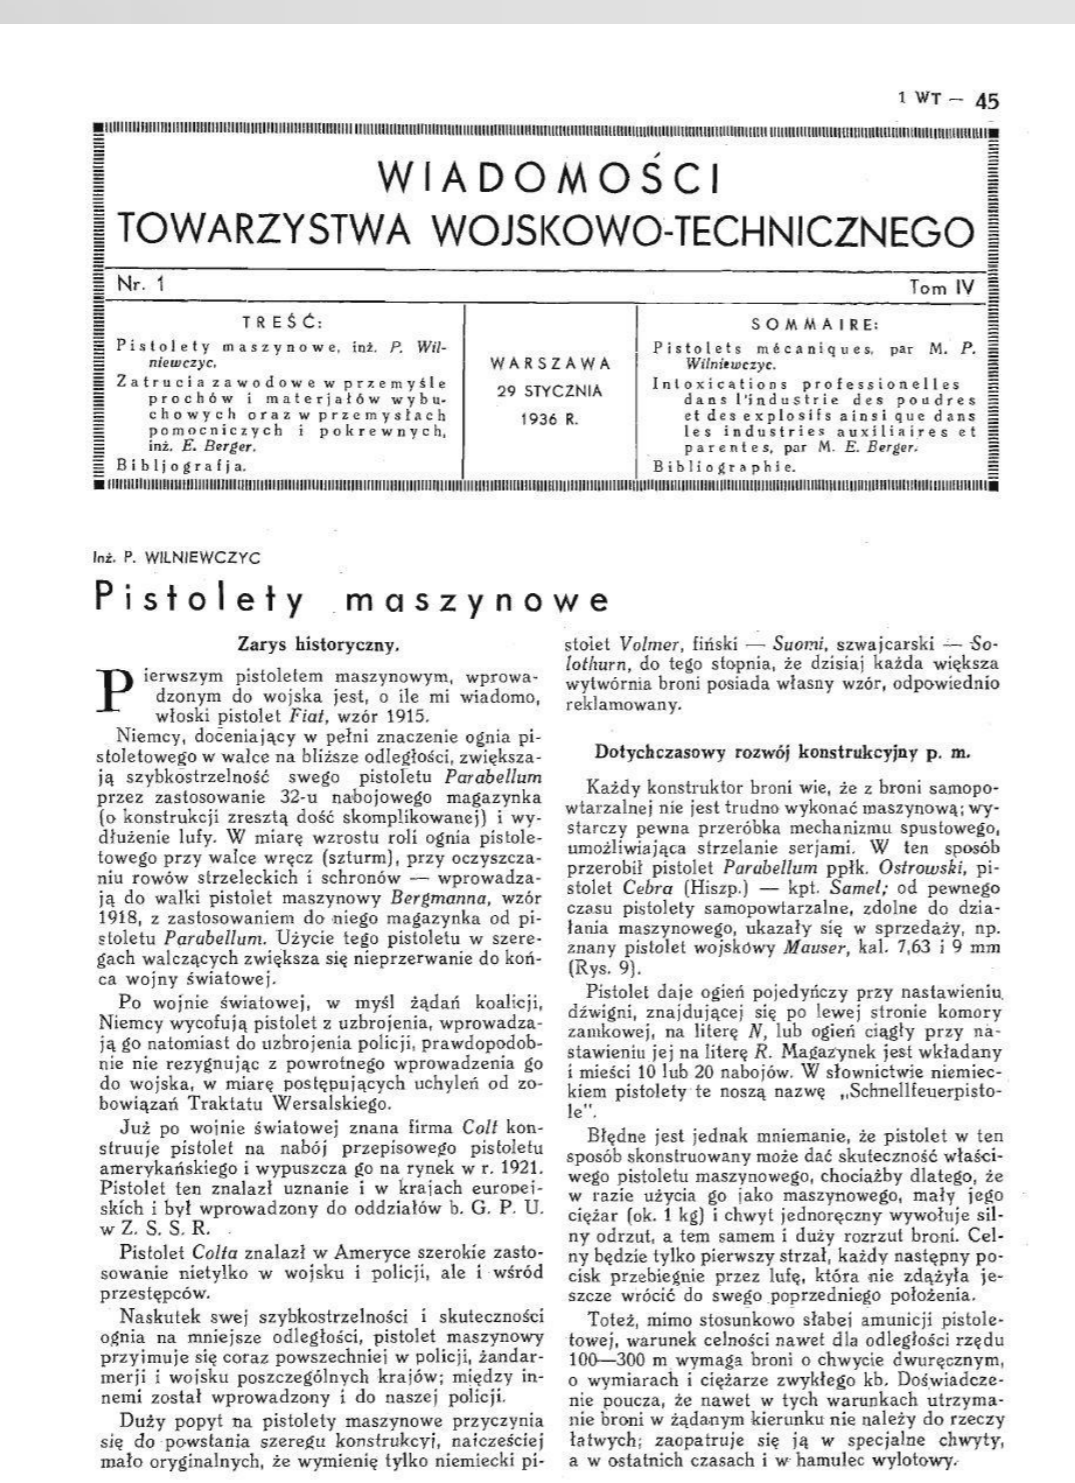 1 WT — 45
WIADOMOŚCI
TOWARZYSTWA WOJSKOWO-TECHNICZNEGO
Nr. 1
Tom IV
TREŚĆ:
Pistolety maszynowe, inż. P. Wil-
niewczyc.
Zatrucia zawodowe w przemyśle
prochów i materjałów wybu-
chowych oraz w przemysłach
pomocniczych i pokrewnych,
inż. E. Berger.
Bibljografja.
WARSZAWA
29 STYCZNIA
1936 R.
SOMMAIRE:
Pistolets mécaniques, par M. P.
Wilniewczyc.
Intoxications professionelles
dans l'industrie des poudres
et des explosifs ainsi que dans
les industries auxiliaires et
parentes, par M. E. Berger.
Bibliographie.
Inż. P. WILNIEWCZYC
Pistolety maszynowe
Zarys historyczny.
Pierwszym pistoletem maszynowym, wprowa-
dzonym do wojska jest, o ile mi wiadomo,
włoski pistolet Fiat, wzór 1915.
Niemcy, doceniający w pełni znaczenie ognia pi-
stoletowego w walce na bliższe odległości, zwiększa-
ją szybkostrzelność swego pistoletu Parabellum
przez zastosowanie 32-u nabojowego magazynka
(o konstrukcji zresztą dość skomplikowanej) i wy-
dłużenie lufy. W miarę wzrostu roli ognia pistole-
towego przy walce wręcz (szturm), przy oczyszcza-
niu rowów strzeleckich i schronów — wprowadza-
ją do walki pistolet maszynowy Bergmanna, wzór
1918, z zastosowaniem do niego magazynka od pi-
stoletu Parabellum. Użycie tego pistoletu w szere-
gach walczących zwiększa się nieprzerwanie do koń-
ca wojny światowej.
Po wojnie światowej, w myśl żądań koalicji,
Niemcy wycofują pistolet z uzbrojenia, wprowadza-
ją go natomiast do uzbrojenia policji, prawdopodob-
nie nie rezygnując z powrotnego wprowadzenia go
do wojska, w miarę postępujących uchyleń od zo-
bowiązań Traktatu Wersalskiego.
Już po wojnie światowej znana firma Colt kon-
struuje pistolet na nabój przepisowego pistoletu
amerykańskiego i wypuszcza go na rynek w r. 1921.
Pistolet ten znalazł uznanie i w krajach europej-
skich i był wprowadzony do oddziałów b. G. P. U.
w Z. S. S. R.
Pistolet Colta znalazł w Ameryce szerokie zasto-
sowanie nietylko w wojsku i policji, ale i wśród
przestępców.
Naskutek swej szybkostrzelności i skuteczności
ognia na mniejsze odległości, pistolet maszynowy
przyjmuje się coraz powszechniej w policji, żandar-
merji i wojsku poszczególnych krajów; między in-
nemi został wprowadzony i do naszej policji.
Duży popyt na pistolety maszynowe przyczynia
się do powstania szeregu konstrukcyj, najcześciej
mało oryginalnych, że wymienię tylko niemiecki pi-
stolet Volmer, fiński — Suomi, szwajcarski — So-
lothurn, do tego stopnia, że dzisiaj każda większa
wytwórnia broni posiada własny wzór, odpowiednio
reklamowany.
Dotychczasowy rozwój konstrukcyjny p. m.
Każdy konstruktor broni wie, że z broni samopo-
wtarzalnej nie jest trudno wykonać maszynową; wy-
starczy pewna przeróbka mechanizmu spustowego,
umożliwiająca strzelanie serjami. W ten sposób
przerobił pistolet Parabellum ppłk. Ostrowski, pi-
stolet Cebra (Hiszp.) — kpt. Samel; od pewnego
czasu pistolety samopowtarzalne, zdolne do dzia-
łania maszynowego, ukazały się w sprzedaży, np.
znany pistolet wojskowy Mauser, kal. 7,63 i 9 mm
(Rys. 9).
Pistolet daje ogień pojedyńczy przy nastawieniu
dźwigni, znajdującej się po lewej stronie komory
zamkowej, na literę N, lub ogień ciągły przy na-
stawieniu jej na literę R. Magazynek jest wkładany
i mieści 10 lub 20 nabojów. W słownictwie niemiec-
kiem pistolety te noszą nazwę „Schnellfeuerpisto-
le".
Błędne jest jednak mniemanie, że pistolet w ten
sposób skonstruowany może dać skuteczność właści-
wego pistoletu maszynowego, chociażby dlatego, że
w razie użycia go jako maszynowego, mały jego
ciężar (ok. 1 kg) i chwyt jednoręczny wywołuje sil-
ny odrzut, a tem samem i duży rozrzut broni. Cel-
ny będzie tylko pierwszy strzał, każdy następny po-
cisk przebiegnie przez lufę, która nie zdążyła je-
szcze wrócić do swego poprzedniego położenia.
Toteż, mimo stosunkowo słabej amunicji pistole-
towej, warunek celności nawet dla odległości rzędu
100—300 m wymaga broni o chwycie dwuręcznym,
o wymiarach i ciężarze zwykłego kb. Doświadcze-
nie poucza, że nawet w tych warunkach utrzyma-
nie broni w żądanym kierunku nie należy do rzeczy
łatwych; zaopatruje się ją w specjalne chwyty,
a w ostatnich czasach i w hamulec wylotowy.